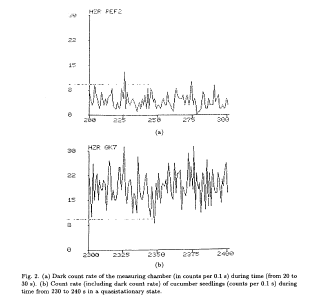 HZR PEF2
30
22
15
8
0
200 225 250 275 300
(a)
HZR GK7
30
22
15
8
0
2300 2325 2350 2375 2400
(b)
Fig. 2. (a) Dark count rate of the measuring chamber (in counts per 0.1 s) during time (from 20 to
30 s). (b) Count rate (including dark count rate) of cucumber seedlings (counts per 0.1 s) during
time from 230 to 240 s in a quasistationary state.